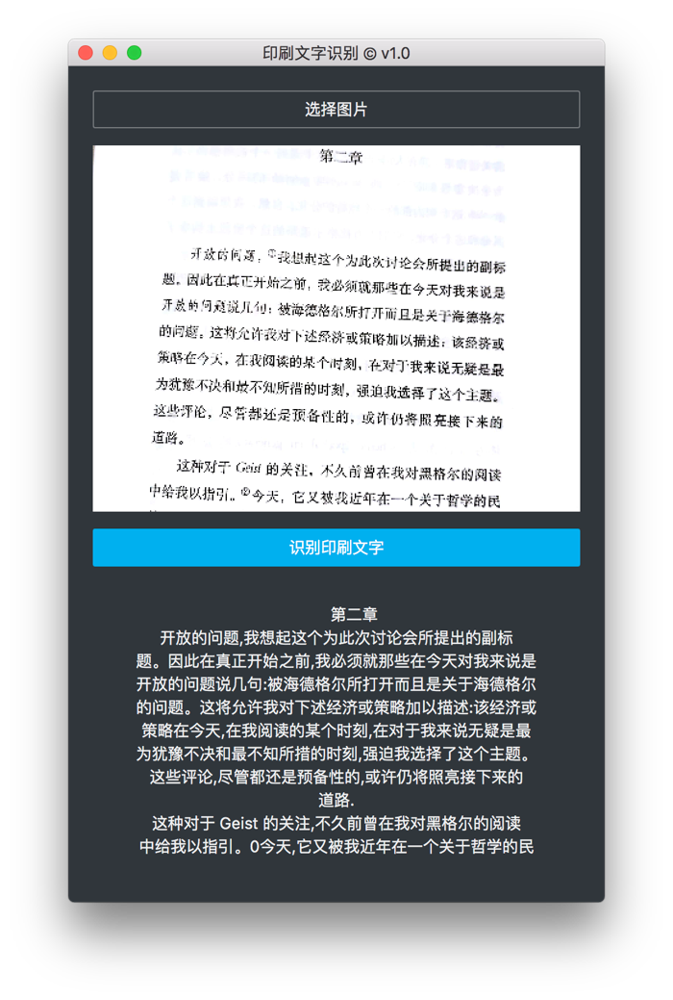 印刷文字识别 © v1.0
选择图片
第二章
开放的问题,①我想起这个为此次讨论会所提出的副标
题。因此在真正开始之前,我必须就那些在今天对我来说是
开放的问题说几句:被海德格尔所打开而且是关于海德格尔
的问题。这将允许我对下述经济或策略加以描述:该经济或
策略在今天,在我阅读的某个时刻,在对于我来说无疑是最
为犹豫不决和最不知所措的时刻,强迫我选择了这个主题。
这些评论,尽管都还是预备性的,或许仍将照亮接下来的
道路。
这种对于 Geist 的关注,不久前曾在我对黑格尔的阅读
中给我以指引。②今天,它又被我近年在一个关于哲学的民
识别印刷文字
第二章
开放的问题,我想起这个为此次讨论会所提出的副标
题。因此在真正开始之前,我必须就那些在今天对我来说是
开放的问题说几句:被海德格尔所打开而且是关于海德格尔
的问题。这将允许我对下述经济或策略加以描述:该经济或
策略在今天,在我阅读的某个时刻,在对于我来说无疑是最
为犹豫不决和最不知所措的时刻,强迫我选择了这个主题。
这些评论,尽管都还是预备性的,或许仍将照亮接下来的
道路.
这种对于 Geist 的关注,不久前曾在我对黑格尔的阅读
中给我以指引。0今天,它又被我近年在一个关于哲学的民